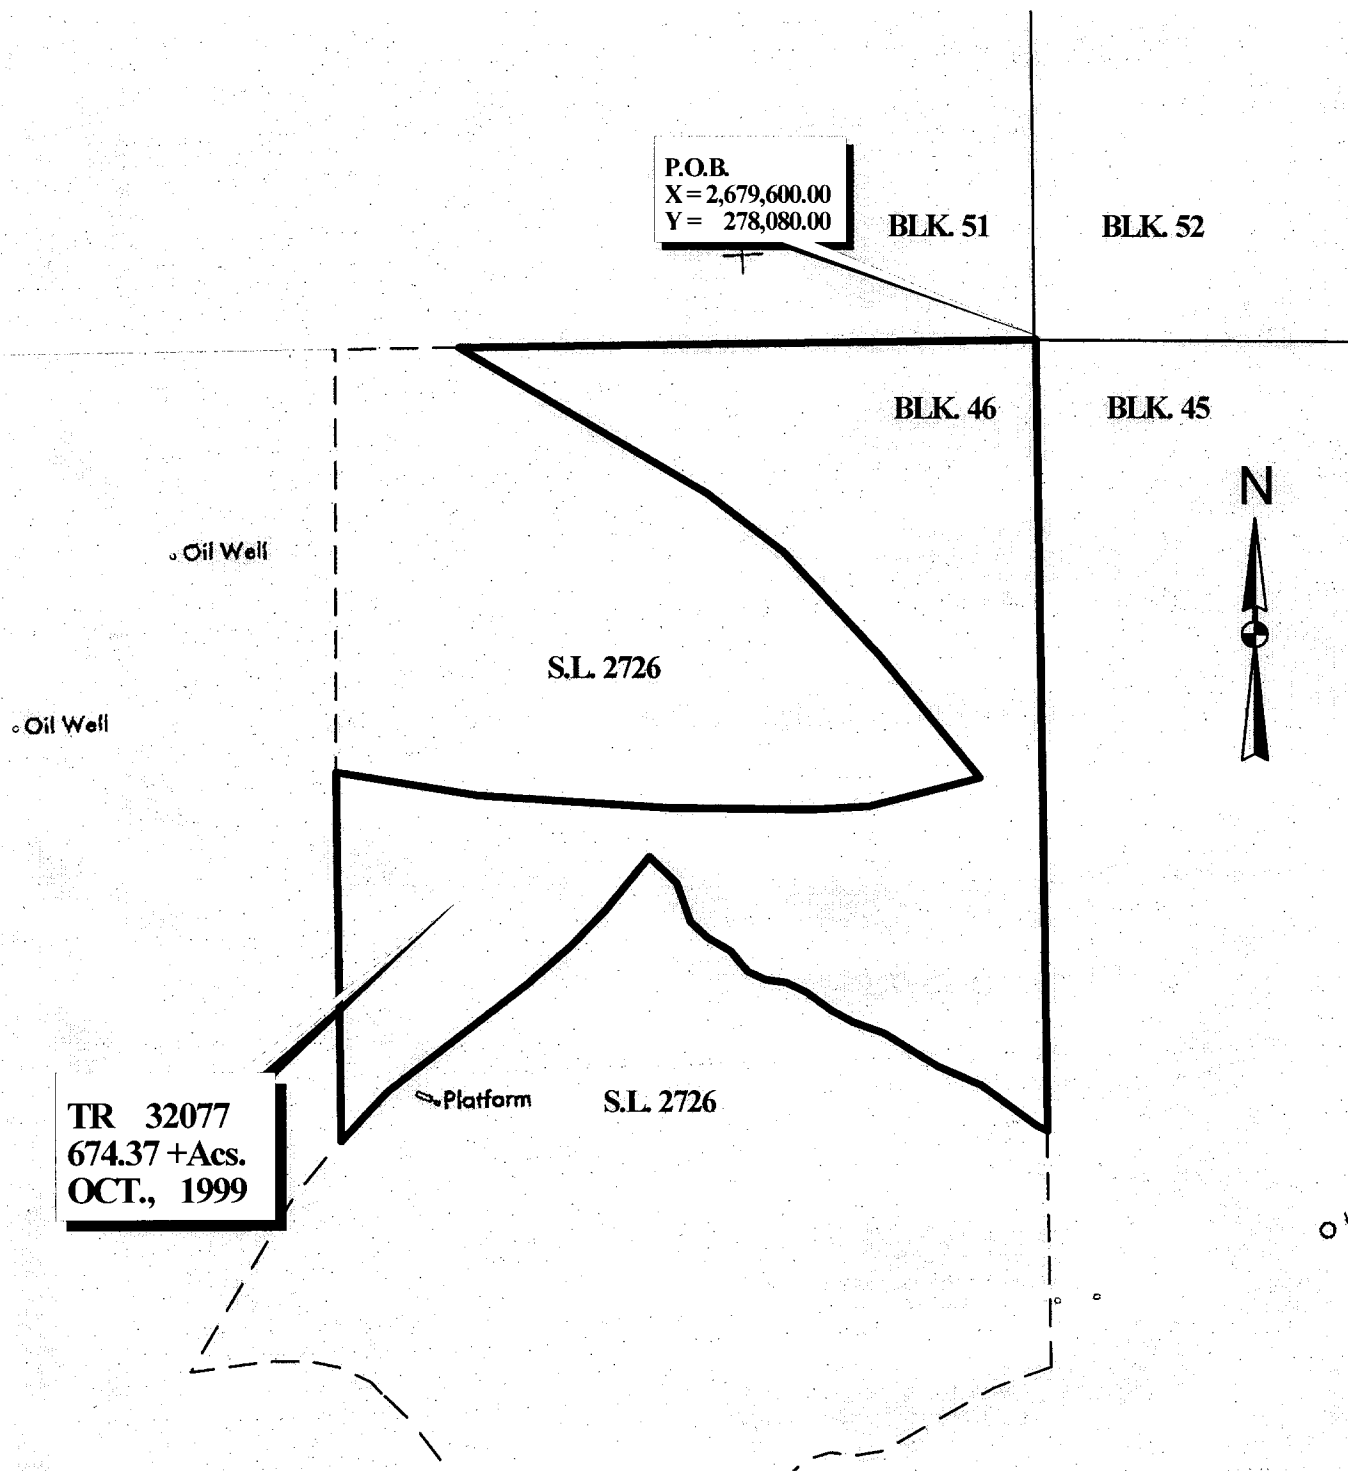 P.O.B.
X = 2,679,600.00
Y = 278,080.00
BLK. 51
BLK. 52
BLK. 46
BLK. 45
N
Oil Well
S.L. 2726
Oil Well
Platform
S.L. 2726
TR 32077
674.37 +Acs.
OCT., 1999